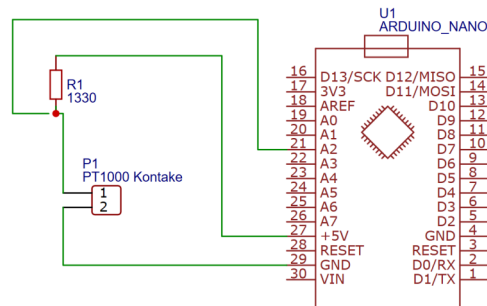 U1
ARDUINO_NANO
R1
1330
P1
PT1000 Kontake
1
2
16 D13/SCK D12/MISO 15
17 3V3 D11/MOSI 14
18 AREF D10 13
19 A0 D9 12
20 A1 D8 11
21 A2 D7 10
22 A3 D6 9
23 A4 D5 8
24 A5 D4 7
25 A6 D3 6
26 A7 D2 5
27 +5V GND 4
28 RESET RESET 3
29 GND D0/RX 2
30 VIN D1/TX 1